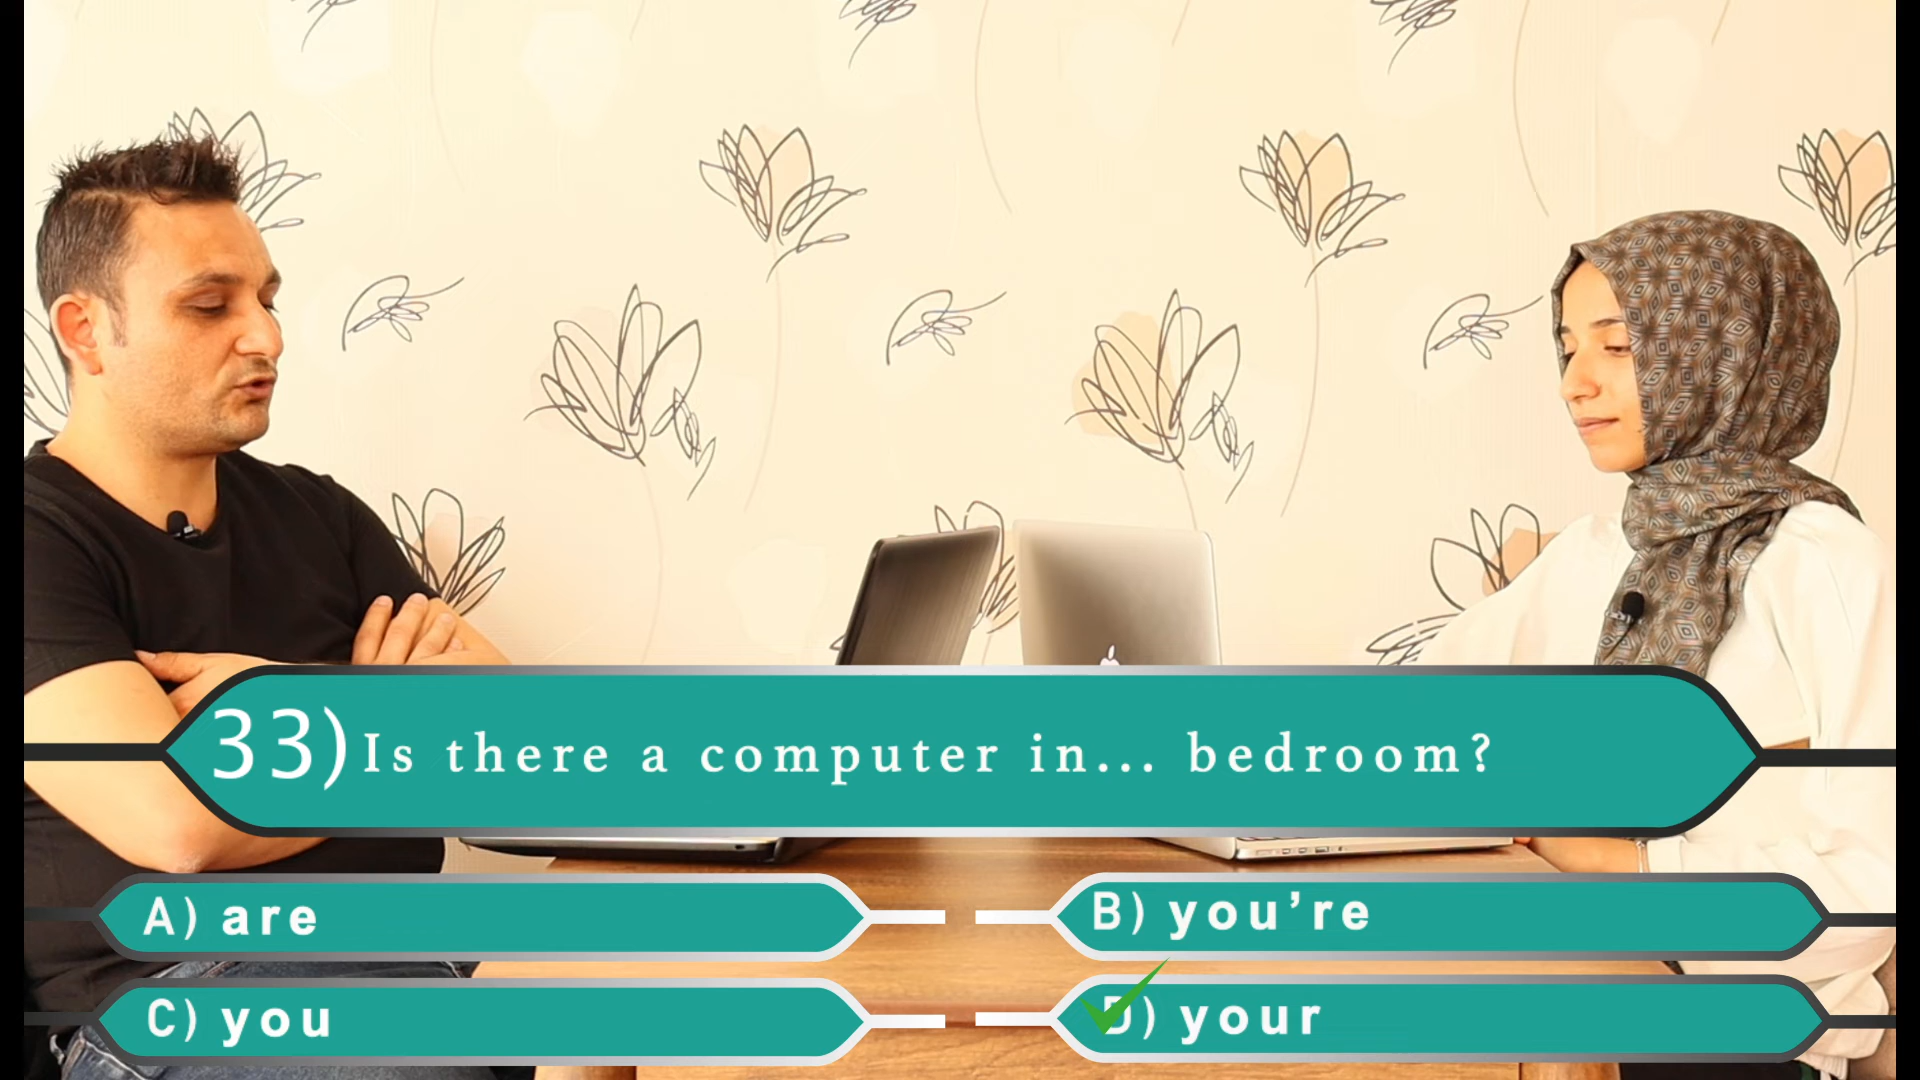 33) Is there a computer in... bedroom?
A) are
B) you're
C) you
D) your